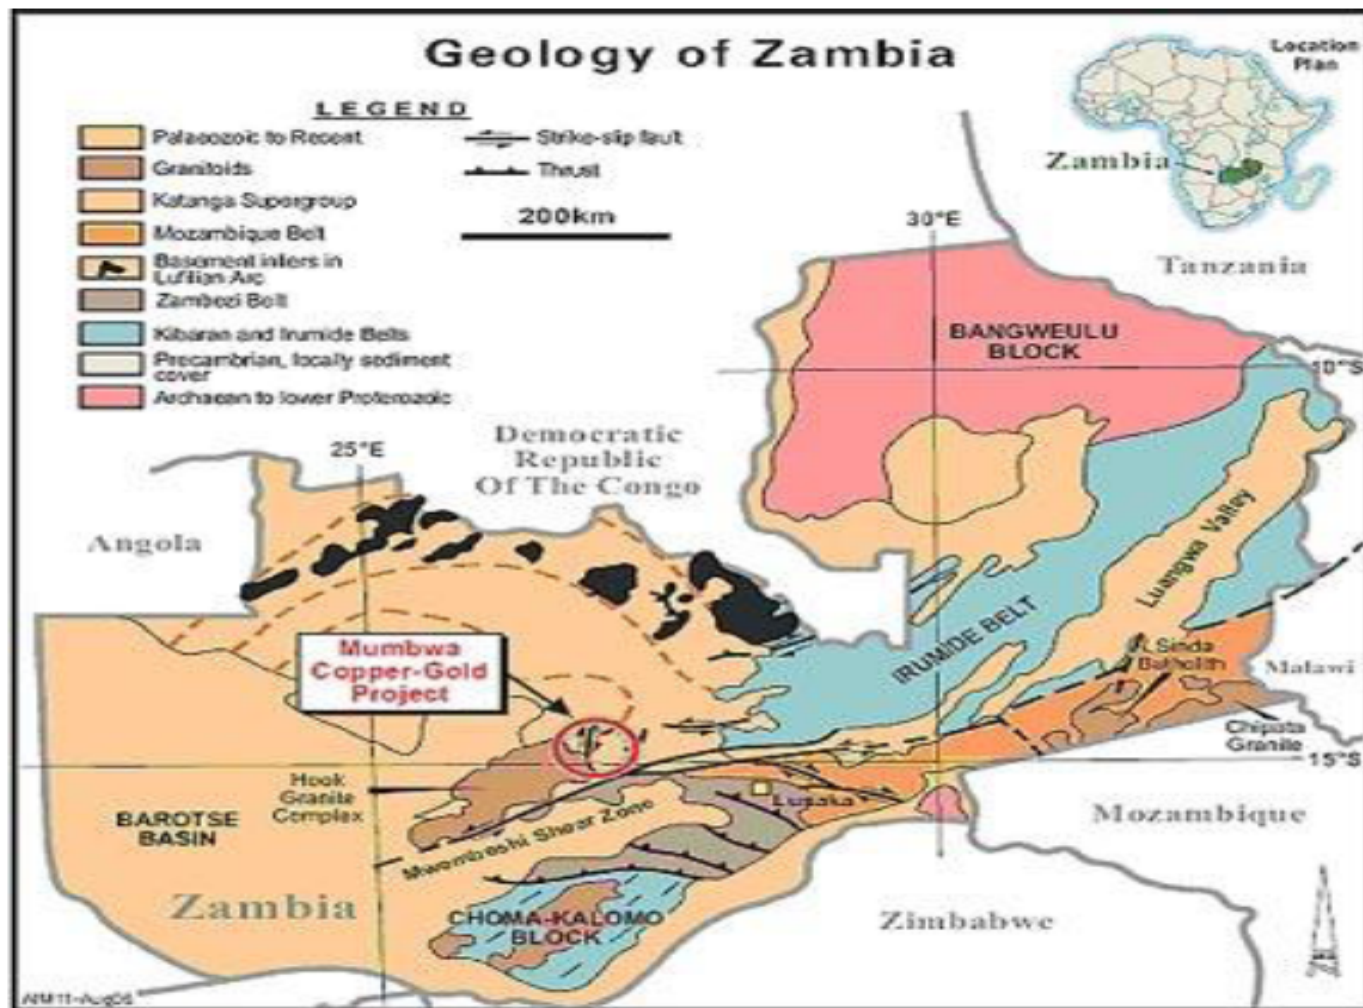 Geology of Zambia
Location
Plan
Zambia
LEGEND
Palaeozoic to Recent
Granitoids
Katanga Supergroup
Mozambique Belt
Basement inliers in
Lufilian Arc
Zambezi Belt
Kibaran and Irumide Belts
Precambrian, locally sediment
cover
Archaean to lower Proterozoic
Strike-slip fault
Thrust
200km
30°E
Tanzania
BANGWEULU
BLOCK
10°S
25°E
Democratic
Republic
Of The Congo
Angola
Luangwa Valley
IRUMIDE BELT
Mumbwa
Copper-Gold
Project
Sinda
Batholith
Malawi
Chipata
Granite
15°S
Hook
Granite
Complex
Lusaka
Mwembeshi Shear Zone
BAROTSE
BASIN
Mozambique
Zambia
CHOMA-KALOMO
BLOCK
Zimbabwe
N